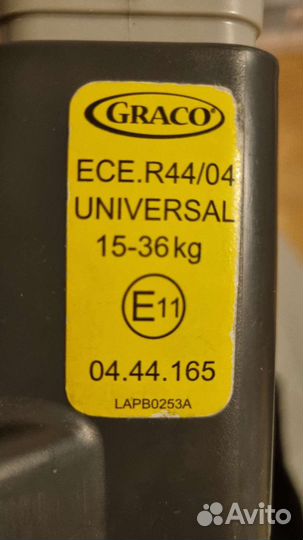 GRACO®
ECE.R44/04
UNIVERSAL
15-36kg
E11
04.44.165
LAPB0253A
Avito